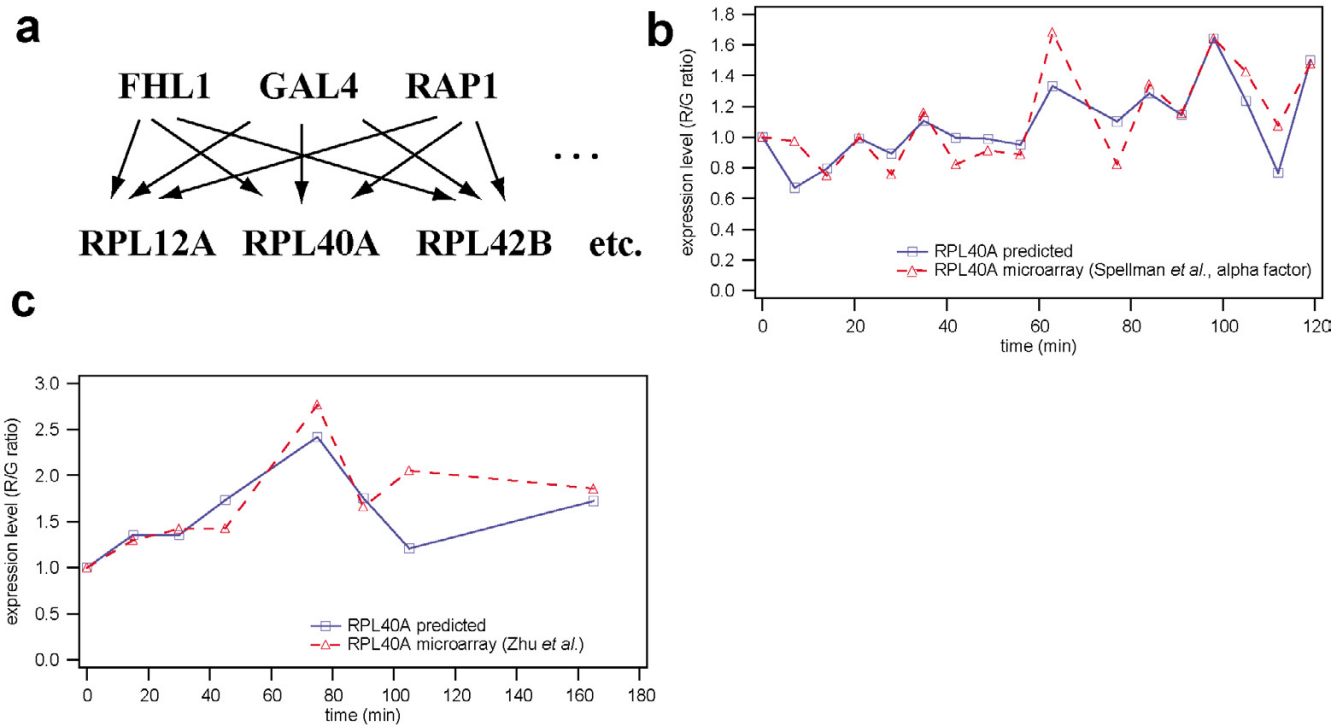 a
FHL1 GAL4 RAP1
. . .
RPL12A RPL40A RPL42B etc.
b
expression level (R/G ratio)
1.8
1.6
1.4
1.2
1.0
0.8
0.6
0.4
0.2
0.0
RPL40A predicted
RPL40A microarray (Spellman et al., alpha factor)
0 20 40 60 80 100 120
time (min)
c
expression level (R/G ratio)
3.0
2.5
2.0
1.5
1.0
0.5
0.0
RPL40A predicted
RPL40A microarray (Zhu et al.)
0 20 40 60 80 100 120 140 160 180
time (min)